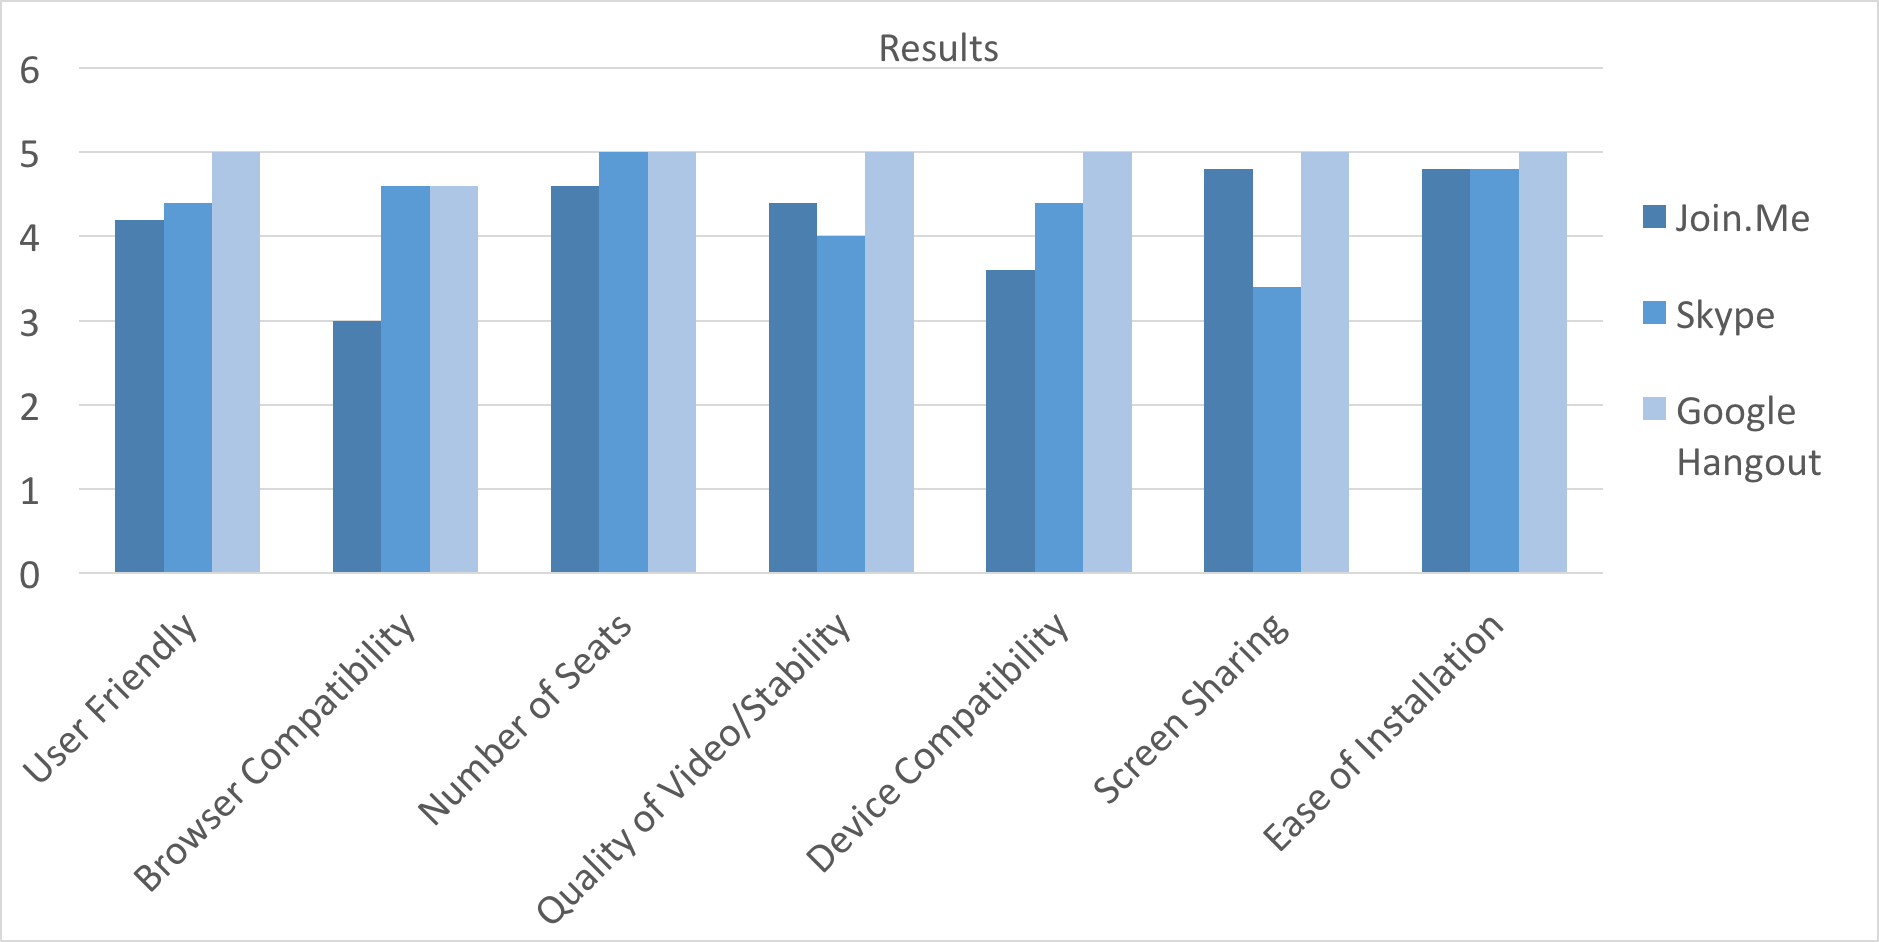 Results
6
5
4
3
2
1
0
User Friendly
Browser Compatibility
Number of Seats
Quality of Video/Stability
Device Compatibility
Screen Sharing
Ease of Installation
Join.Me
Skype
Google
Hangout